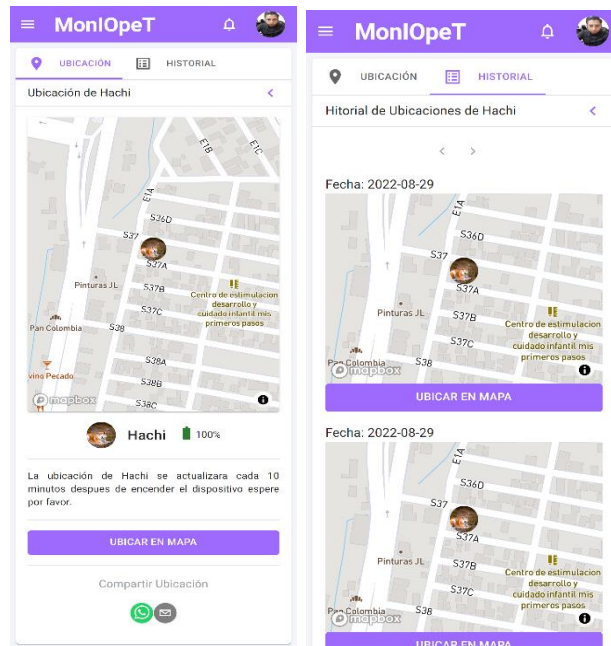 MonIOpeT
UBICACIÓN
HISTORIAL
Ubicación de Hachi
E1B
E1C
E1A
S36D
S37
S37A
Pinturas JL
S37B
Centro de estimulacion
desarrollo y
cuidado infantil mis
primeros pasos
S37C
Pan Colombia
S38
S38A
vino Pecado
S38B
mapbox
S38C
Hachi
100%
La ubicación de Hachi se actualizara cada 10
minutos despues de encender el dispositivo espere
por favor.
UBICAR EN MAPA
Compartir Ubicación
MonIOpeT
UBICACIÓN
HISTORIAL
Hitorial de Ubicaciones de Hachi
Fecha: 2022-08-29
E1A
S36D
S37
S37A
Pinturas JL
S37B
Centro de estimulacion
desarrollo y
cuidado infantil mis
primeros pasos
S37C
Pan Colombia
S38
mapbox
UBICAR EN MAPA
Fecha: 2022-08-29
E1A
S36D
S37
S37A
Pinturas JL
S37B
Centro de estimulacion
desarrollo y
cuidado infantil mis
primeros pasos
S37C
Pan Colombia
S38
mapbox
UBICAR EN MAPA